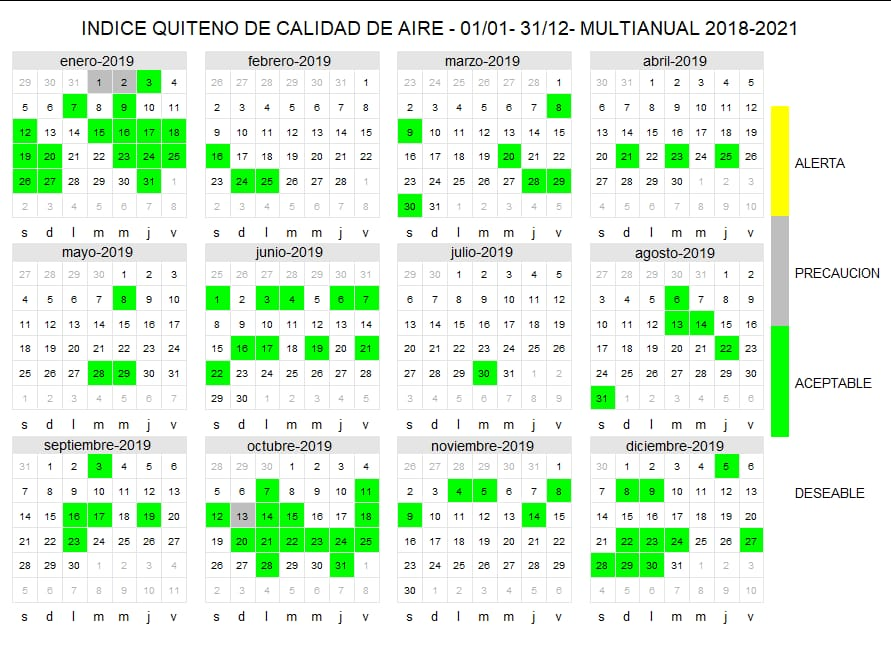 INDICE QUITENO DE CALIDAD DE AIRE - 01/01- 31/12- MULTIANUAL 2018-2021
enero-2019
29 30 31 1 2 3 4
5 6 7 8 9 10 11
12 13 14 15 16 17 18
19 20 21 22 23 24 25
26 27 28 29 30 31 1
2 3 4 5 6 7 8
s d l m m j v
febrero-2019
26 27 28 29 30 31 1
2 3 4 5 6 7 8
9 10 11 12 13 14 15
16 17 18 19 20 21 22
23 24 25 26 27 28 1
2 3 4 5 6 7 8
s d l m m j v
marzo-2019
23 24 25 26 27 28 1
2 3 4 5 6 7 8
9 10 11 12 13 14 15
16 17 18 19 20 21 22
23 24 25 26 27 28 29
30 31 1 2 3 4 5
s d l m m j v
abril-2019
30 31 1 2 3 4 5
6 7 8 9 10 11 12
13 14 15 16 17 18 19
20 21 22 23 24 25 26
27 28 29 30 1 2 3
4 5 6 7 8 9 10
s d l m m j v
mayo-2019
27 28 29 30 1 2 3
4 5 6 7 8 9 10
11 12 13 14 15 16 17
18 19 20 21 22 23 24
25 26 27 28 29 30 31
1 2 3 4 5 6 7
s d l m m j v
junio-2019
25 26 27 28 29 30 31
1 2 3 4 5 6 7
8 9 10 11 12 13 14
15 16 17 18 19 20 21
22 23 24 25 26 27 28
29 30 1 2 3 4 5
s d l m m j v
julio-2019
29 30 1 2 3 4 5
6 7 8 9 10 11 12
13 14 15 16 17 18 19
20 21 22 23 24 25 26
27 28 29 30 31 1 2
3 4 5 6 7 8 9
s d l m m j v
agosto-2019
27 28 29 30 31 1 2
3 4 5 6 7 8 9
10 11 12 13 14 15 16
17 18 19 20 21 22 23
24 25 26 27 28 29 30
31 1 2 3 4 5 6
s d l m m j v
septiembre-2019
31 1 2 3 4 5 6
7 8 9 10 11 12 13
14 15 16 17 18 19 20
21 22 23 24 25 26 27
28 29 30 1 2 3 4
5 6 7 8 9 10 11
s d l m m j v
octubre-2019
28 29 30 1 2 3 4
5 6 7 8 9 10 11
12 13 14 15 16 17 18
19 20 21 22 23 24 25
26 27 28 29 30 31 1
2 3 4 5 6 7 8
s d l m m j v
noviembre-2019
26 27 28 29 30 31 1
2 3 4 5 6 7 8
9 10 11 12 13 14 15
16 17 18 19 20 21 22
23 24 25 26 27 28 29
30 1 2 3 4 5 6
s d l m m j v
diciembre-2019
30 1 2 3 4 5 6
7 8 9 10 11 12 13
14 15 16 17 18 19 20
21 22 23 24 25 26 27
28 29 30 31 1 2 3
4 5 6 7 8 9 10
s d l m m j v
ALERTA
PRECAUCION
ACEPTABLE
DESEABLE